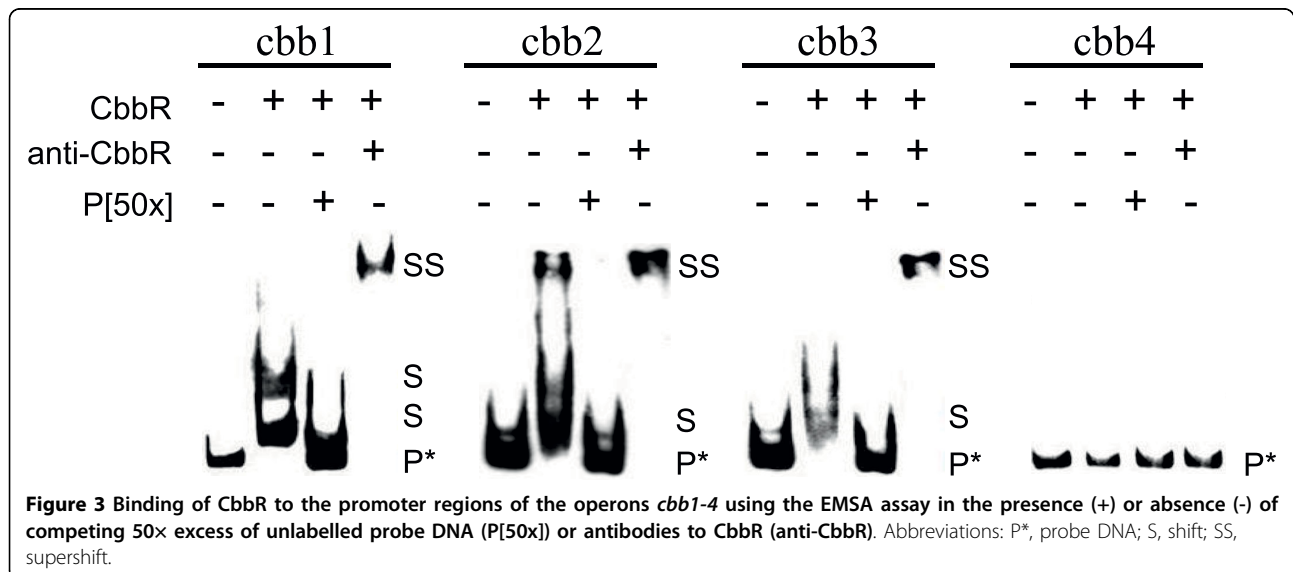 cbb1 cbb2 cbb3 cbb4
CbbR - + + + - + + + - + + + - + + +
anti-CbbR - - - + - - - + - - - + - - - +
P[50x] - - + - - - + - - - + - - - + -
SS SS SS
S
S S S
P* P* P* P*
Figure 3 Binding of CbbR to the promoter regions of the operons cbb1-4 using the EMSA assay in the presence (+) or absence (-) of
competing 50× excess of unlabelled probe DNA (P[50x]) or antibodies to CbbR (anti-CbbR). Abbreviations: P*, probe DNA; S, shift; SS,
supershift.